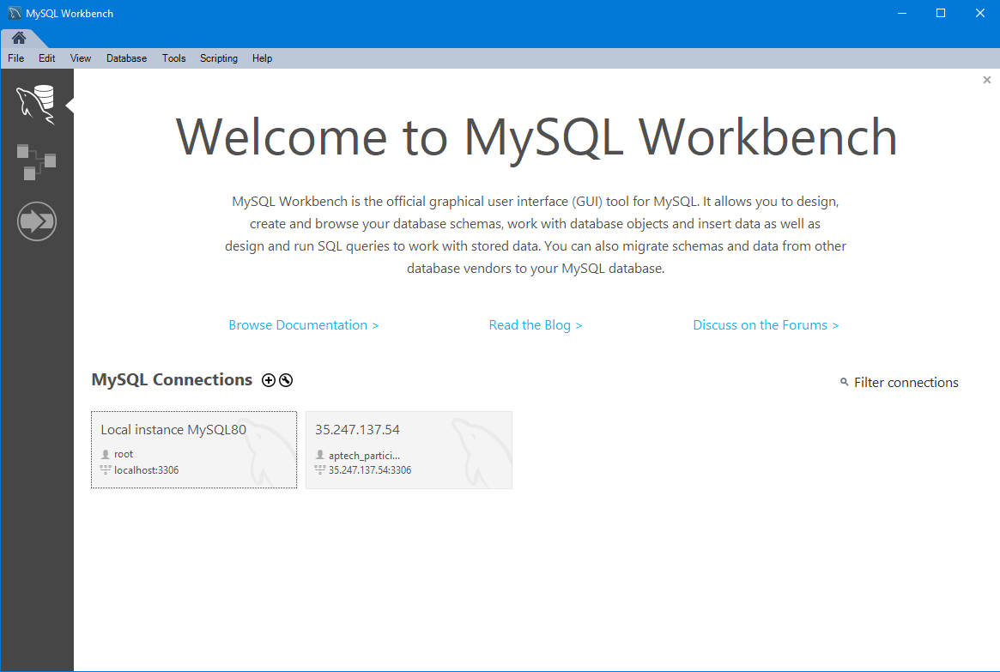 MySQL Workbench
File Edit View Database Tools Scripting Help
Welcome to MySQL Workbench
MySQL Workbench is the official graphical user interface (GUI) tool for MySQL. It allows you to design,
create and browse your database schemas, work with database objects and insert data as well as
design and run SQL queries to work with stored data. You can also migrate schemas and data from other
database vendors to your MySQL database.
Browse Documentation > Read the Blog > Discuss on the Forums >
MySQL Connections
Filter connections
Local instance MySQL80
root
localhost:3306
35.247.137.54
aptech_partici...
35.247.137.54:3306